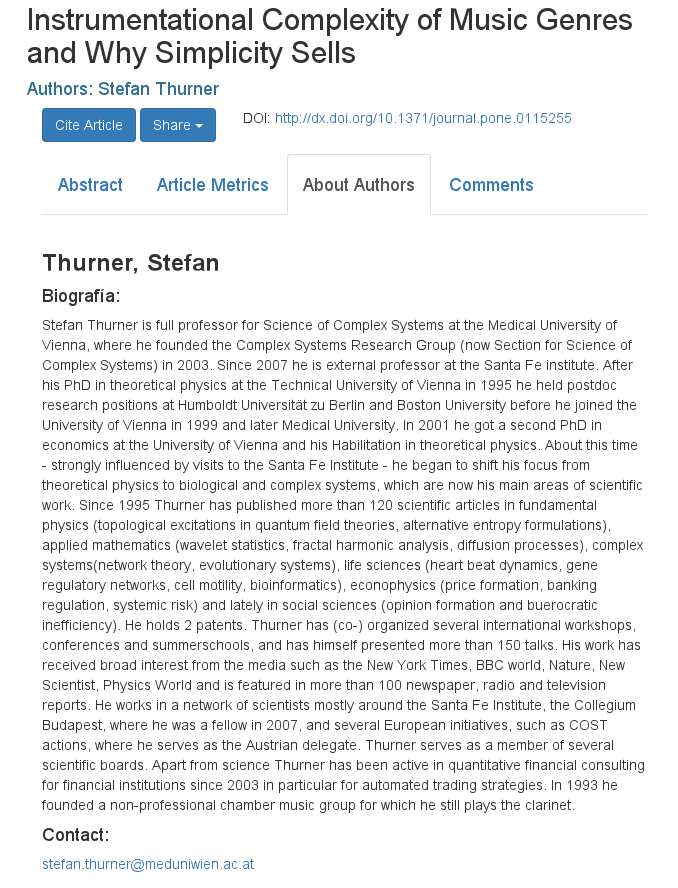 Instrumentational Complexity of Music Genres
and Why Simplicity Sells
Authors: Stefan Thurner
Cite Article Share DOI: http://dx.doi.org/10.1371/journal.pone.0115255
Abstract Article Metrics About Authors Comments
Thurner, Stefan
Biografía:
Stefan Thurner is full professor for Science of Complex Systems at the Medical University of
Vienna, where he founded the Complex Systems Research Group (now Section for Science of
Complex Systems) in 2003. Since 2007 he is external professor at the Santa Fe institute. After
his PhD in theoretical physics at the Technical University of Vienna in 1995 he held postdoc
research positions at Humboldt Universität zu Berlin and Boston University before he joined the
University of Vienna in 1999 and later Medical University. In 2001 he got a second PhD in
economics at the University of Vienna and his Habilitation in theoretical physics. About this time
- strongly influenced by visits to the Santa Fe Institute - he began to shift his focus from
theoretical physics to biological and complex systems, which are now his main areas of scientific
work. Since 1995 Thurner has published more than 120 scientific articles in fundamental
physics (topological excitations in quantum field theories, alternative entropy formulations),
applied mathematics (wavelet statistics, fractal harmonic analysis, diffusion processes), complex
systems(network theory, evolutionary systems), life sciences (heart beat dynamics, gene
regulatory networks, cell motility, bioinformatics), econophysics (price formation, banking
regulation, systemic risk) and lately in social sciences (opinion formation and buerocratic
inefficiency). He holds 2 patents. Thurner has (co-) organized several international workshops,
conferences and summerschools, and has himself presented more than 150 talks. His work has
received broad interest from the media such as the New York Times, BBC world, Nature, New
Scientist, Physics World and is featured in more than 100 newspaper, radio and television
reports. He works in a network of scientists mostly around the Santa Fe Institute, the Collegium
Budapest, where he was a fellow in 2007, and several European initiatives, such as COST
actions, where he serves as the Austrian delegate. Thurner serves as a member of several
scientific boards. Apart from science Thurner has been active in quantitative financial consulting
for financial institutions since 2003 in particular for automated trading strategies. In 1993 he
founded a non-professional chamber music group for which he still plays the clarinet.
Contact:
stefan.thurner@meduniwien.ac.at